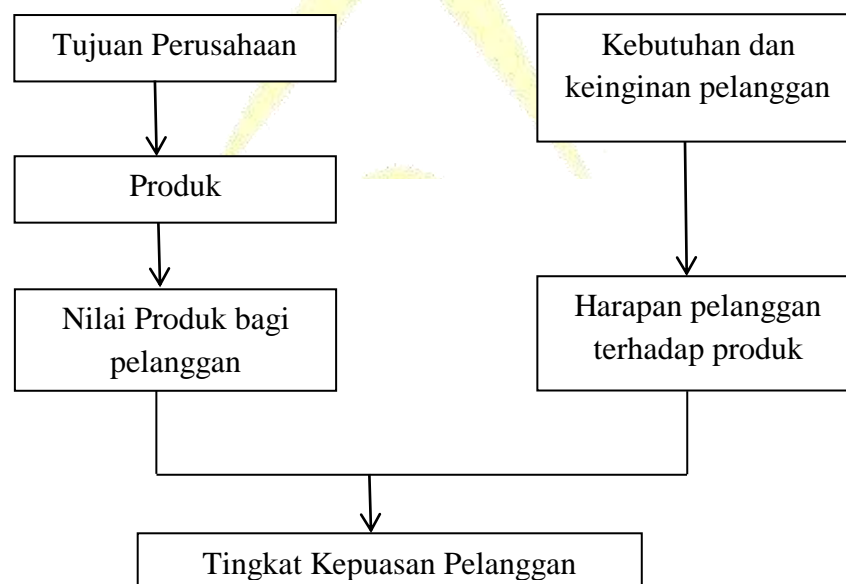 Tujuan Perusahaan
Kebutuhan dan
keinginan pelanggan
Produk
Nilai Produk bagi
pelanggan
Harapan pelanggan
terhadap produk
Tingkat Kepuasan Pelanggan